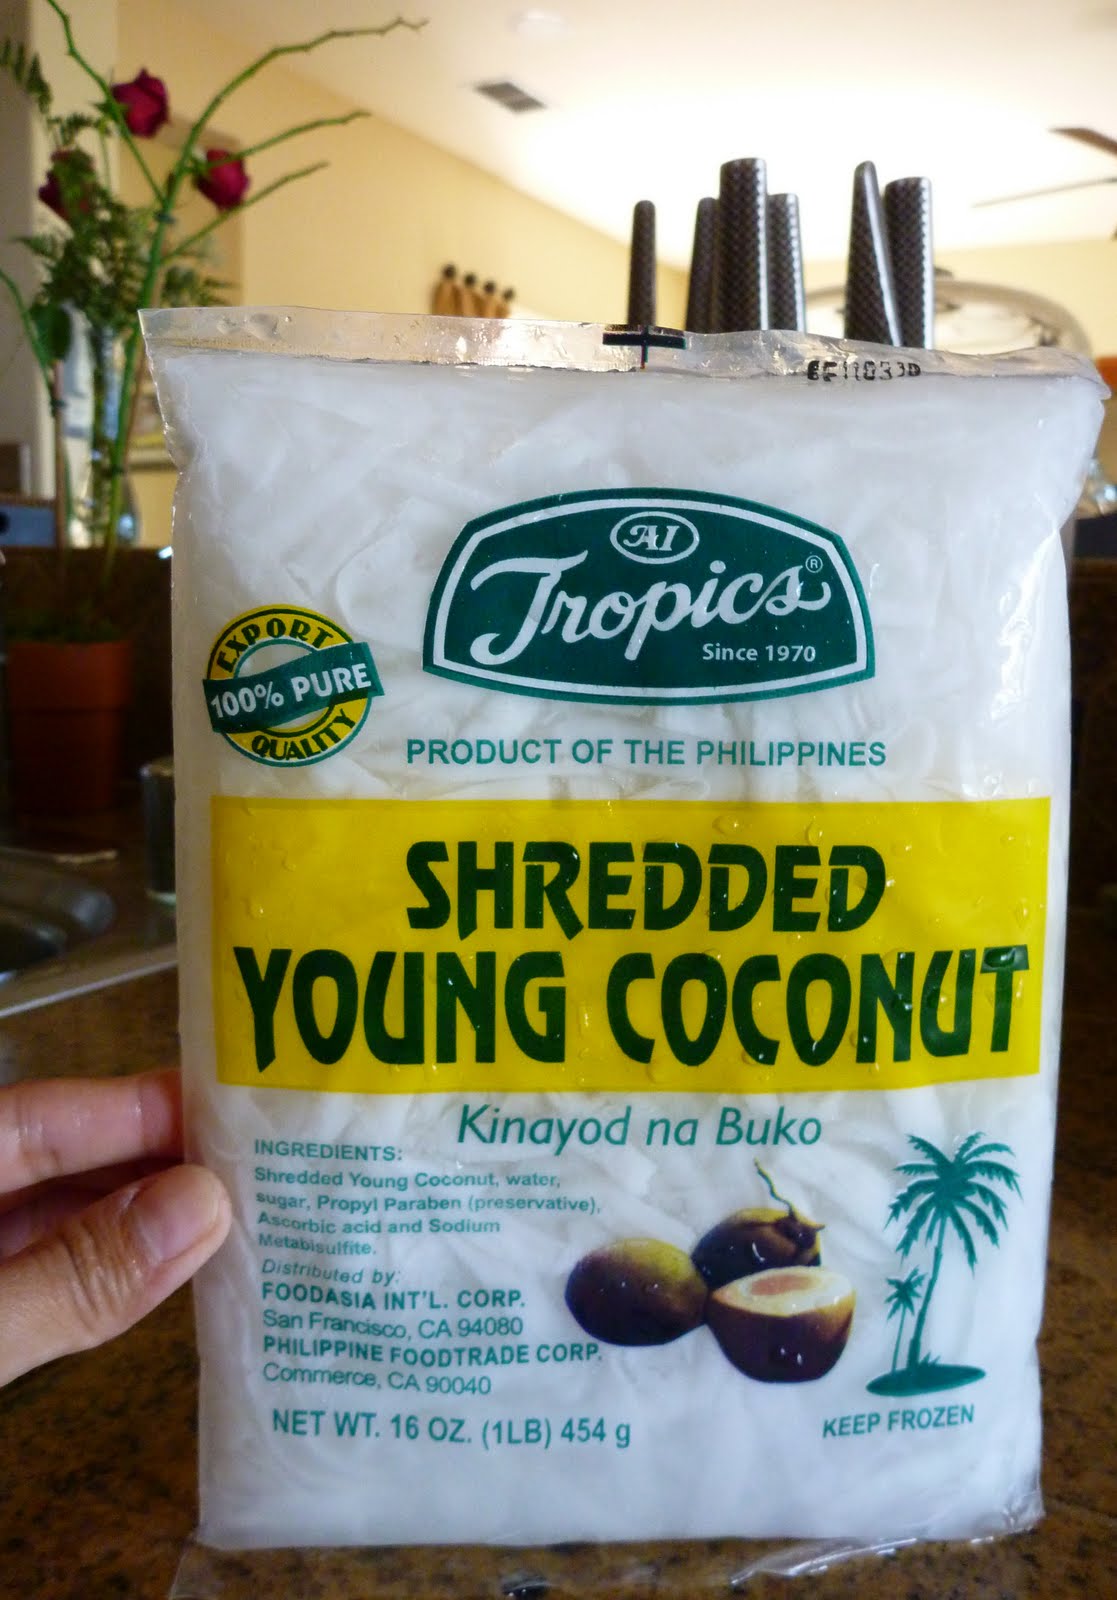 AI
Tropics®
Since 1970
EXPORT
100% PURE
QUALITY
PRODUCT OF THE PHILIPPINES
SHREDDED
YOUNG COCONUT
Kinayod na Buko
INGREDIENTS:
Shredded Young Coconut, water,
sugar, Propyl Paraben (preservative),
Ascorbic acid and Sodium
Metabisulfite.
Distributed by:
FOODASIA INT'L. CORP.
San Francisco, CA 94080
PHILIPPINE FOODTRADE CORP.
Commerce, CA 90040
NET WT. 16 OZ. (1LB) 454 g
KEEP FROZEN